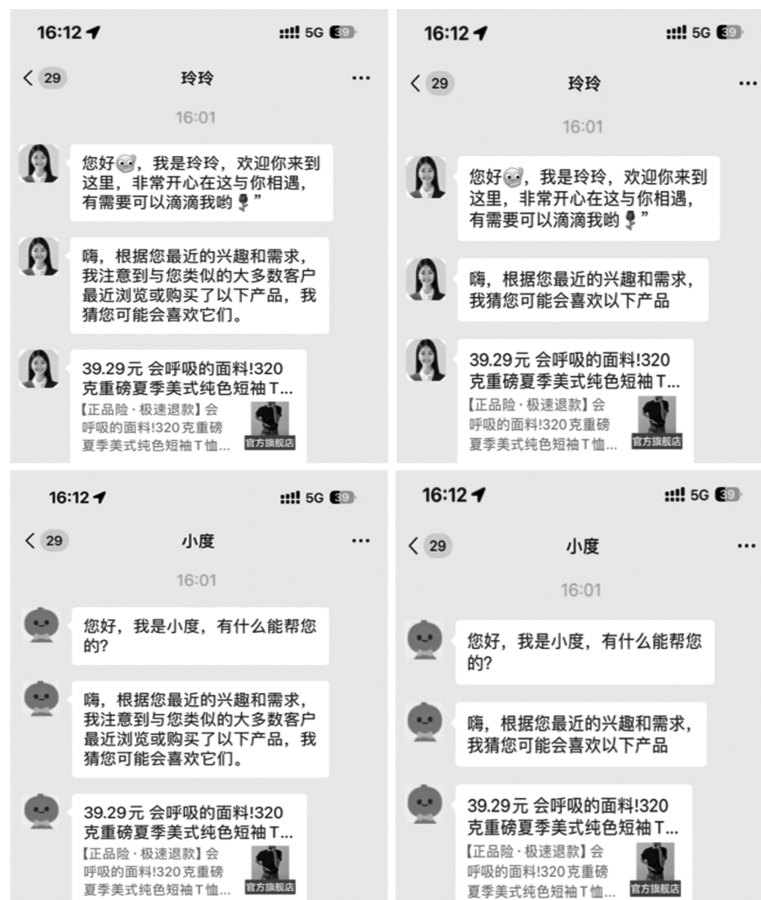 16:12
5G
39
29
玲玲
16:01
您好，我是玲玲，欢迎你来到
这里，非常开心在这与你相遇，
有需要可以滴滴我哟”
嗨，根据您最近的兴趣和需求，
我注意到与您类似的大多数客户
最近浏览或购买了以下产品，我
猜您可能会喜欢它们。
39.29元 会呼吸的面料!320
克重磅夏季美式纯色短袖T...
【正品险·极速退款】会
呼吸的面料!320克重磅
夏季美式纯色短袖T恤...
官方旗舰店
16:12
5G
39
29
玲玲
16:01
您好，我是玲玲，欢迎你来到
这里，非常开心在这与你相遇，
有需要可以滴滴我哟”
嗨，根据您最近的兴趣和需求，
我猜您可能会喜欢以下产品
39.29元 会呼吸的面料!320
克重磅夏季美式纯色短袖T...
【正品险·极速退款】会
呼吸的面料!320克重磅
夏季美式纯色短袖T恤...
官方旗舰店
16:12
5G
39
29
小度
16:01
您好，我是小度，有什么能帮您
的?
嗨，根据您最近的兴趣和需求，
我注意到与您类似的大多数客户
最近浏览或购买了以下产品，我
猜您可能会喜欢它们。
39.29元 会呼吸的面料!320
克重磅夏季美式纯色短袖T...
【正品险·极速退款】会
呼吸的面料!320克重磅
夏季美式纯色短袖T恤...
官方旗舰店
16:12
5G
39
29
小度
16:01
您好，我是小度，有什么能帮您
的?
嗨，根据您最近的兴趣和需求，
我猜您可能会喜欢以下产品
39.29元 会呼吸的面料!320
克重磅夏季美式纯色短袖T...
【正品险·极速退款】会
呼吸的面料!320克重磅
夏季美式纯色短袖T恤...
官方旗舰店